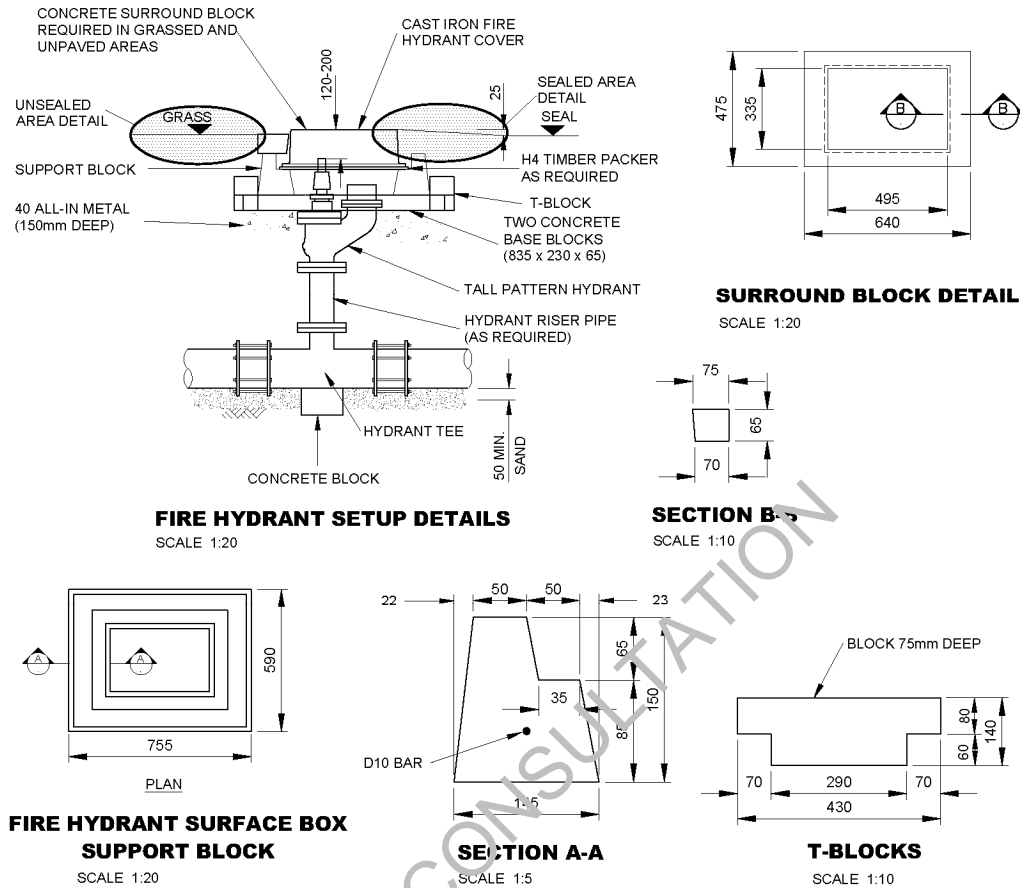 CONCRETE SURROUND BLOCK
REQUIRED IN GRASSED AND
UNPAVED AREAS
CAST IRON FIRE
HYDRANT COVER
120-200
UNSEALED
AREA DETAIL
GRASS
SEALED AREA
DETAIL
25
SEAL
SUPPORT BLOCK
H4 TIMBER PACKER
AS REQUIRED
T-BLOCK
40 ALL-IN METAL
(150mm DEEP)
TWO CONCRETE
BASE BLOCKS
(835 x 230 x 65)
TALL PATTERN HYDRANT
HYDRANT RISER PIPE
(AS REQUIRED)
HYDRANT TEE
50 MIN.
SAND
CONCRETE BLOCK
FIRE HYDRANT SETUP DETAILS
SCALE 1:20
475
335
B
B
495
640
SURROUND BLOCK DETAIL
SCALE 1:20
75
65
70
SECTION B-B
SCALE 1:10
A
A
590
755
PLAN
FIRE HYDRANT SURFACE BOX
SUPPORT BLOCK
SCALE 1:20
22
50
50
23
65
35
85
150
D10 BAR
145
SECTION A-A
SCALE 1:5
BLOCK 75mm DEEP
80
60
140
70
290
70
430
T-BLOCKS
SCALE 1:10
CONSULTATION